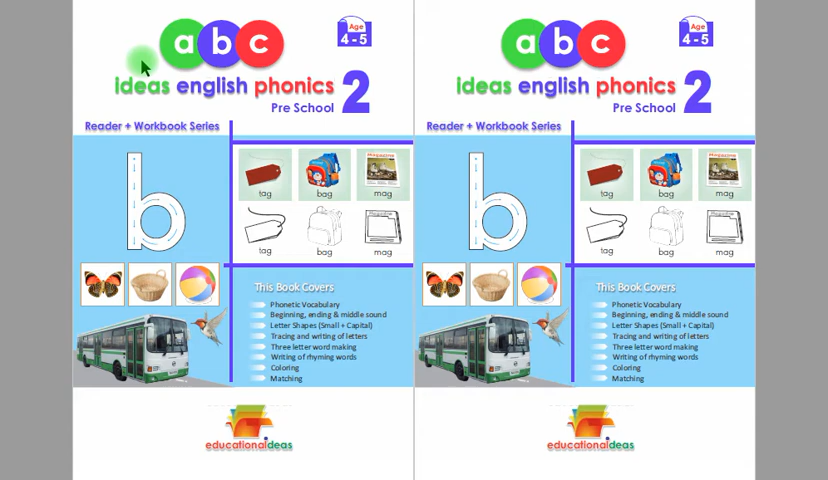 abc
Age
4 - 5
ideas english phonics
2
Pre School
Reader + Workbook Series
b
tag bag mag
tag bag mag
This Book Covers
Phonetic Vocabulary
Beginning, ending & middle sound
Letter Shapes (Small + Capital)
Tracing and writing of letters
Three letter word making
Writing of rhyming words
Coloring
Matching
educationalideas
abc
Age
4 - 5
ideas english phonics
2
Pre School
Reader + Workbook Series
b
tag bag mag
tag bag mag
This Book Covers
Phonetic Vocabulary
Beginning, ending & middle sound
Letter Shapes (Small + Capital)
Tracing and writing of letters
Three letter word making
Writing of rhyming words
Coloring
Matching
educationalideas